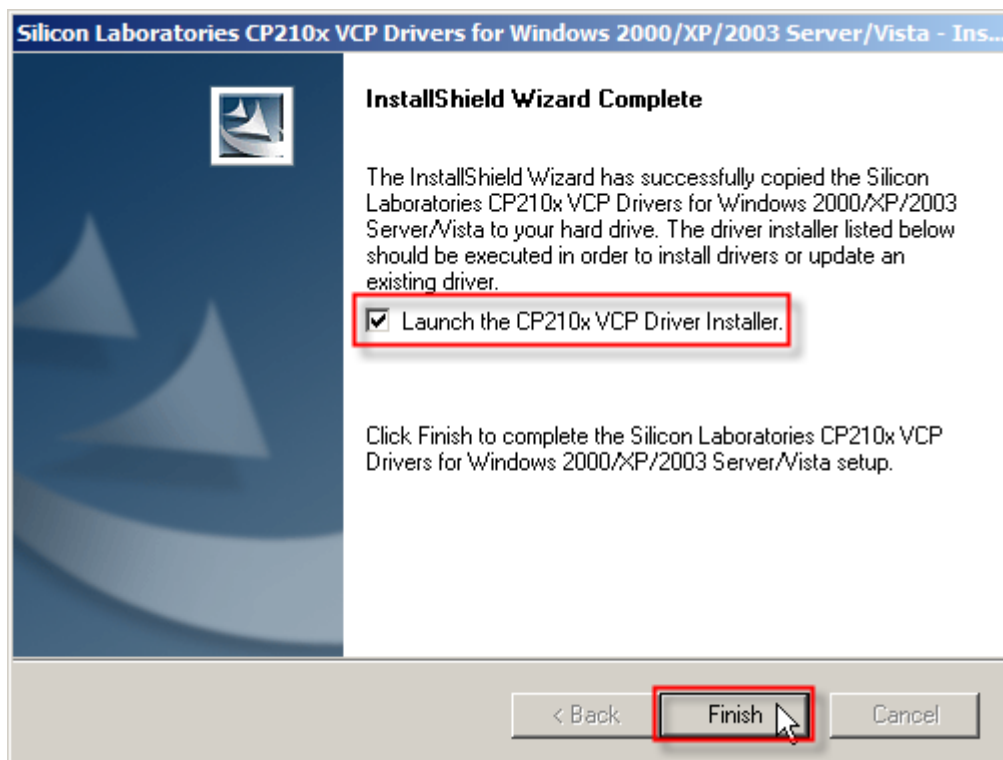 Silicon Laboratories CP210x VCP Drivers for Windows 2000/XP/2003 Server/Vista - Ins...
InstallShield Wizard Complete
The InstallShield Wizard has successfully copied the Silicon
Laboratories CP210x VCP Drivers for Windows 2000/XP/2003
Server/Vista to your hard drive. The driver installer listed below
should be executed in order to install drivers or update an
existing driver.
Launch the CP210x VCP Driver Installer.
Click Finish to complete the Silicon Laboratories CP210x VCP
Drivers for Windows 2000/XP/2003 Server/Vista setup.
< Back Finish Cancel